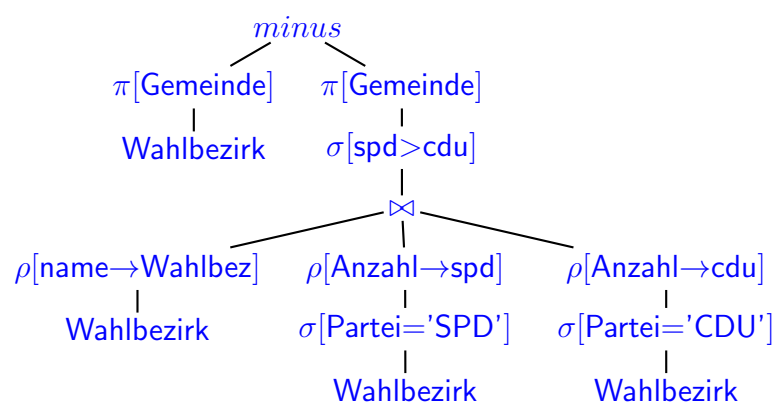 minus
π[Gemeinde] π[Gemeinde]
Wahlbezirk σ[spd>cdu]
⋈
ρ[name→Wahlbez] ρ[Anzahl→spd] ρ[Anzahl→cdu]
Wahlbezirk σ[Partei='SPD'] σ[Partei='CDU']
Wahlbezirk Wahlbezirk